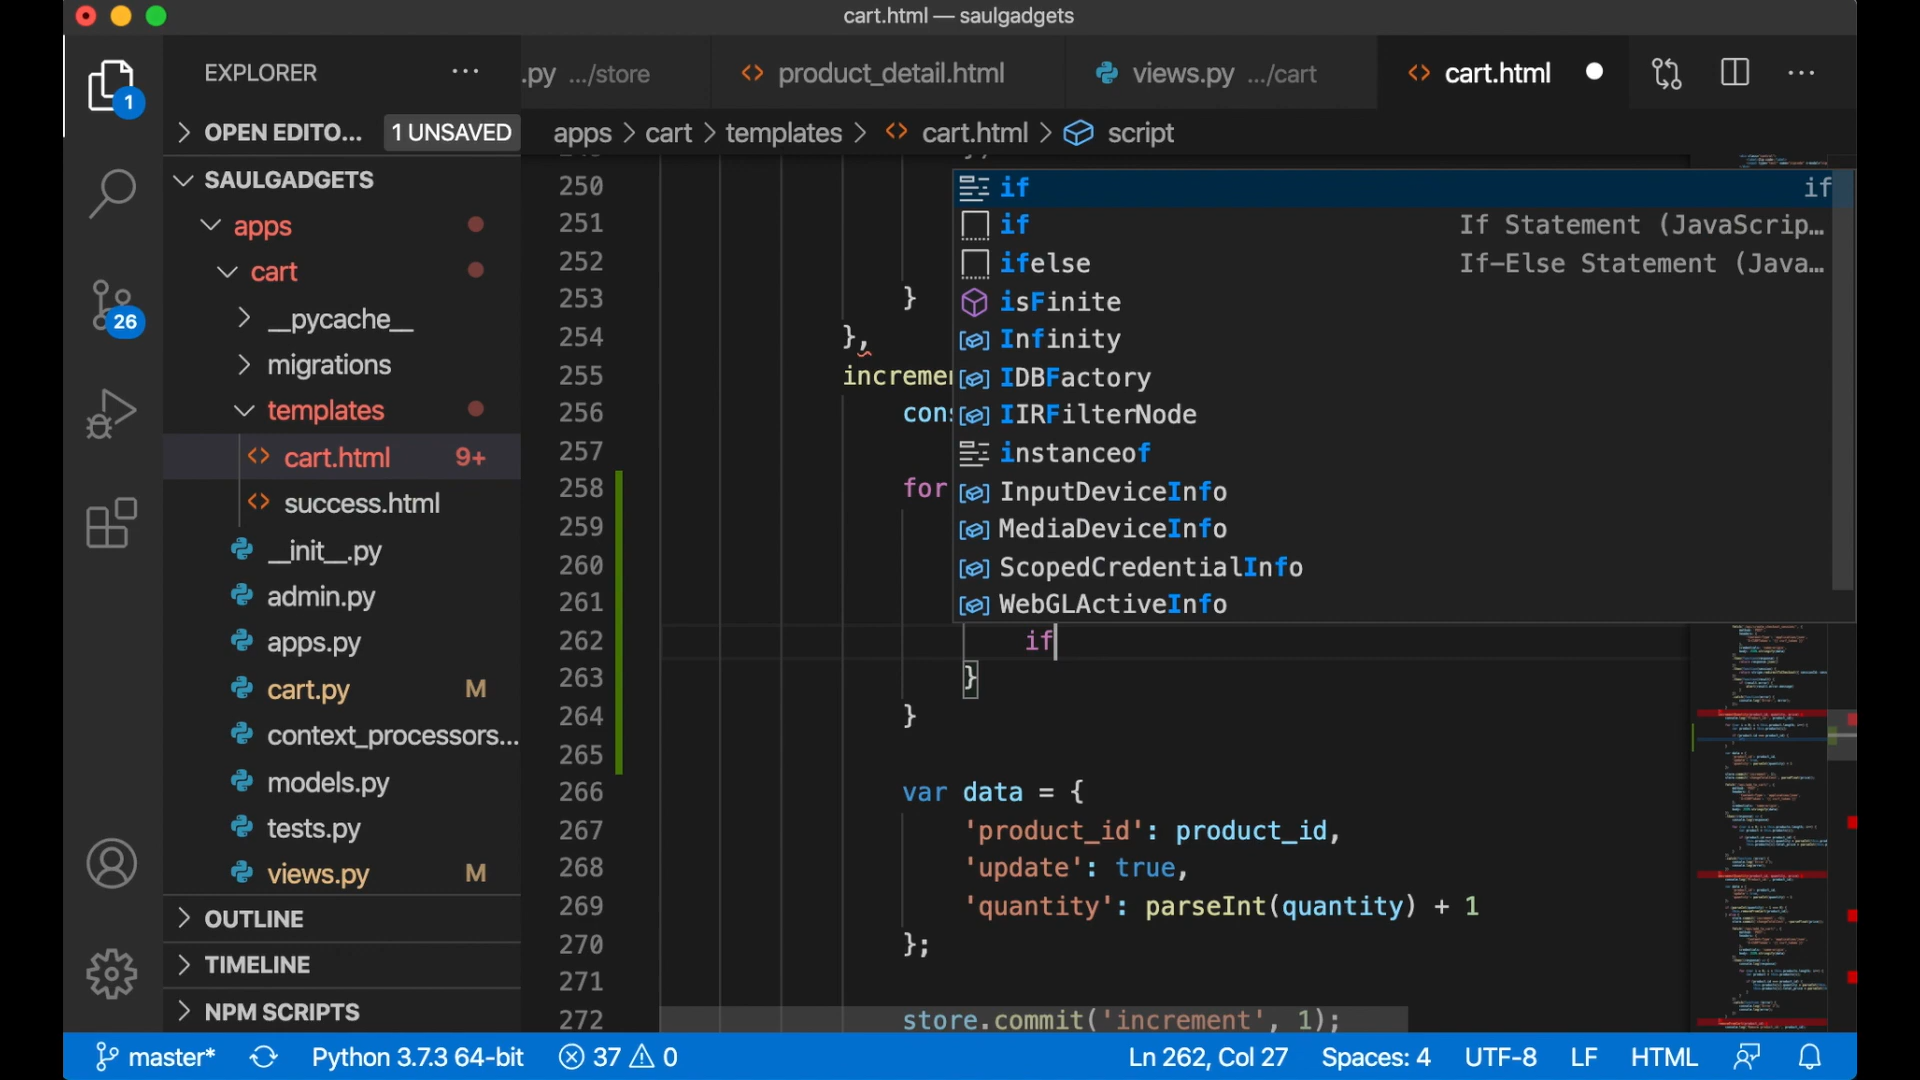 cart.html — saulgadgets
EXPLORER
.py .../store
product_detail.html
views.py .../cart
cart.html
1
OPEN EDITO...
1 UNSAVED
apps > cart > templates > cart.html > script
SAULGADGETS
apps
cart
__pycache__
migrations
templates
cart.html 9+
success.html
__init__.py
admin.py
apps.py
cart.py M
context_processors...
models.py
tests.py
views.py M
OUTLINE
TIMELINE
NPM SCRIPTS
26
250
251
252
253 }
254 },
255
256
257
258 for
259
260
261
262 if
263 }
264 }
265
266 var data = {
267 'product_id': product_id,
268 'update': true,
269 'quantity': parseInt(quantity) + 1
270 };
271
272 store.commit('increment', 1);
if if
if If Statement (JavaScrip...
ifelse If-Else Statement (Java...
isFinite
Infinity
IDBFactory
IIRFilterNode
instanceof
InputDeviceInfo
MediaDeviceInfo
ScopedCredentialInfo
WebGLActiveInfo
master*
Python 3.7.3 64-bit
37
0
Ln 262, Col 27
Spaces: 4
UTF-8
LF
HTML